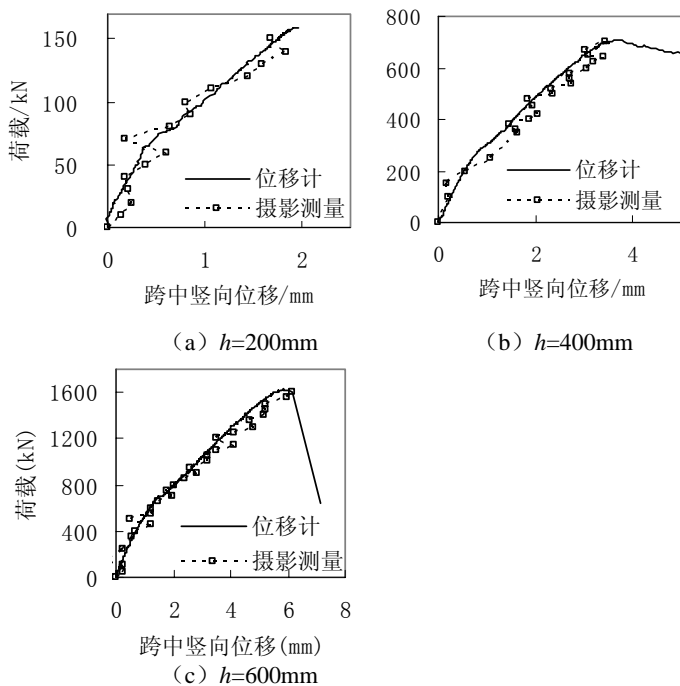 150
100
50
0
荷载/kN
位移计
摄影测量
0 1 2
跨中竖向位移/mm
（a）h=200mm
800
600
400
200
0
位移计
摄影测量
0 2 4
跨中竖向位移/mm
（b）h=400mm
1600
1200
800
400
0
荷载(kN)
位移计
摄影测量
0 2 4 6 8
跨中竖向位移(mm)
（c）h=600mm